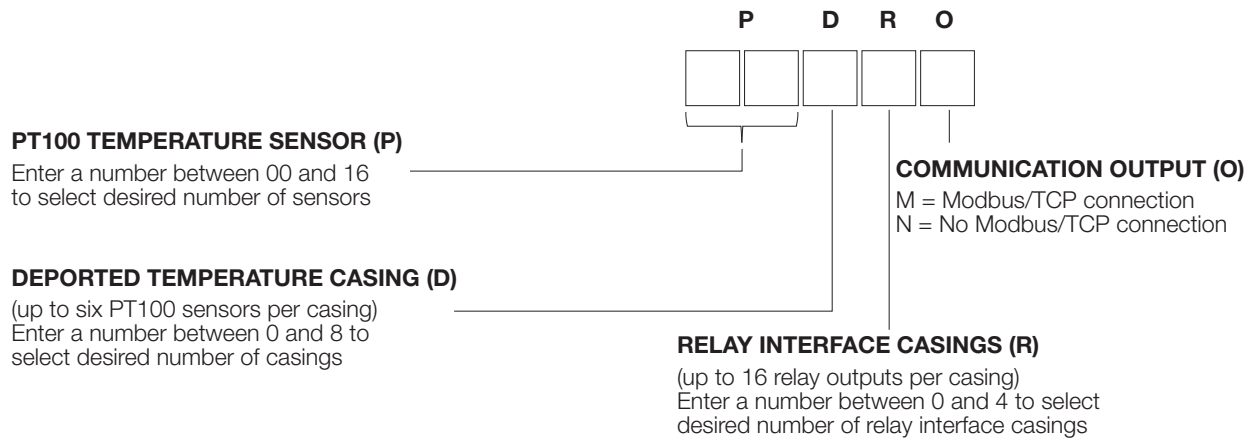 P D R O
PT100 TEMPERATURE SENSOR (P)
Enter a number between 00 and 16
to select desired number of sensors
COMMUNICATION OUTPUT (O)
M = Modbus/TCP connection
N = No Modbus/TCP connection
DEPORTED TEMPERATURE CASING (D)
(up to six PT100 sensors per casing)
Enter a number between 0 and 8 to
select desired number of casings
RELAY INTERFACE CASINGS (R)
(up to 16 relay outputs per casing)
Enter a number between 0 and 4 to select
desired number of relay interface casings